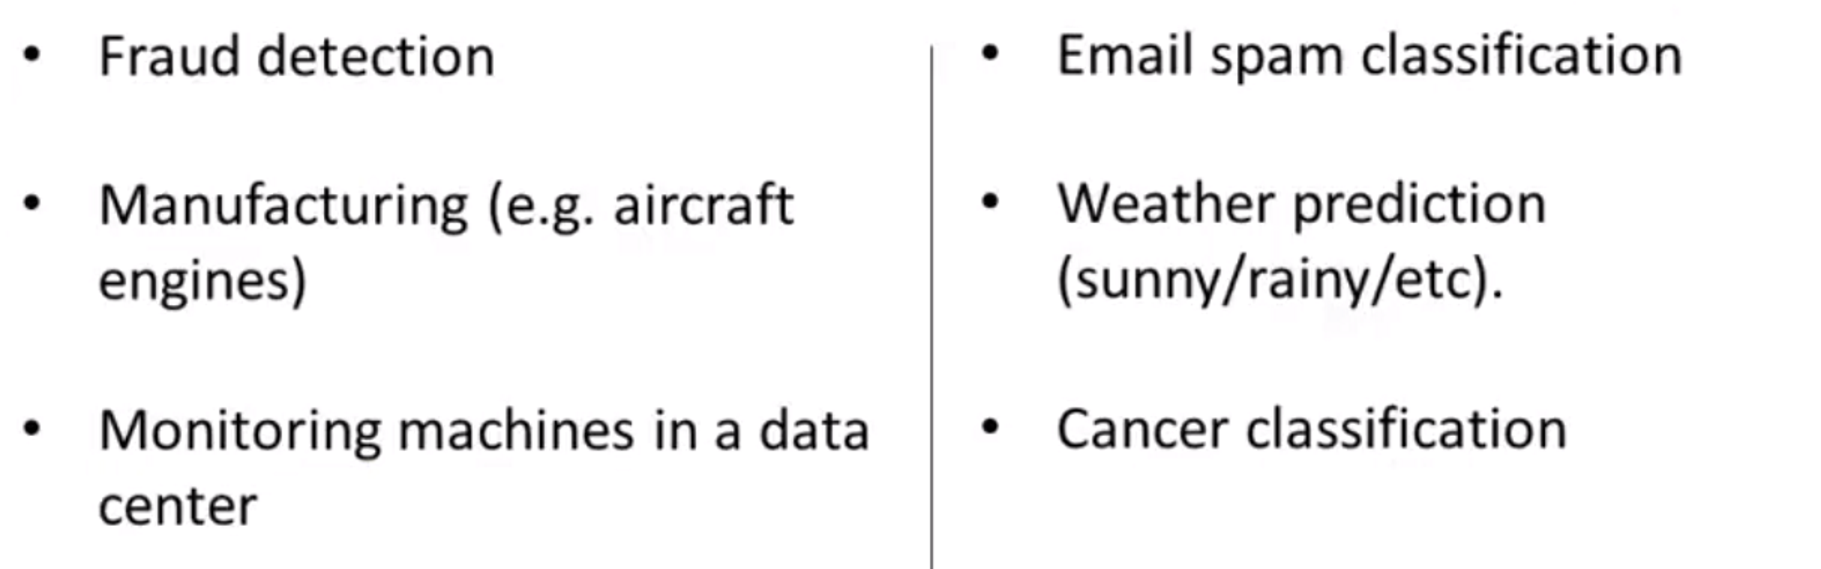 • Fraud detection
• Manufacturing (e.g. aircraft
engines)
• Monitoring machines in a data
center
• Email spam classification
• Weather prediction
(sunny/rainy/etc).
• Cancer classification